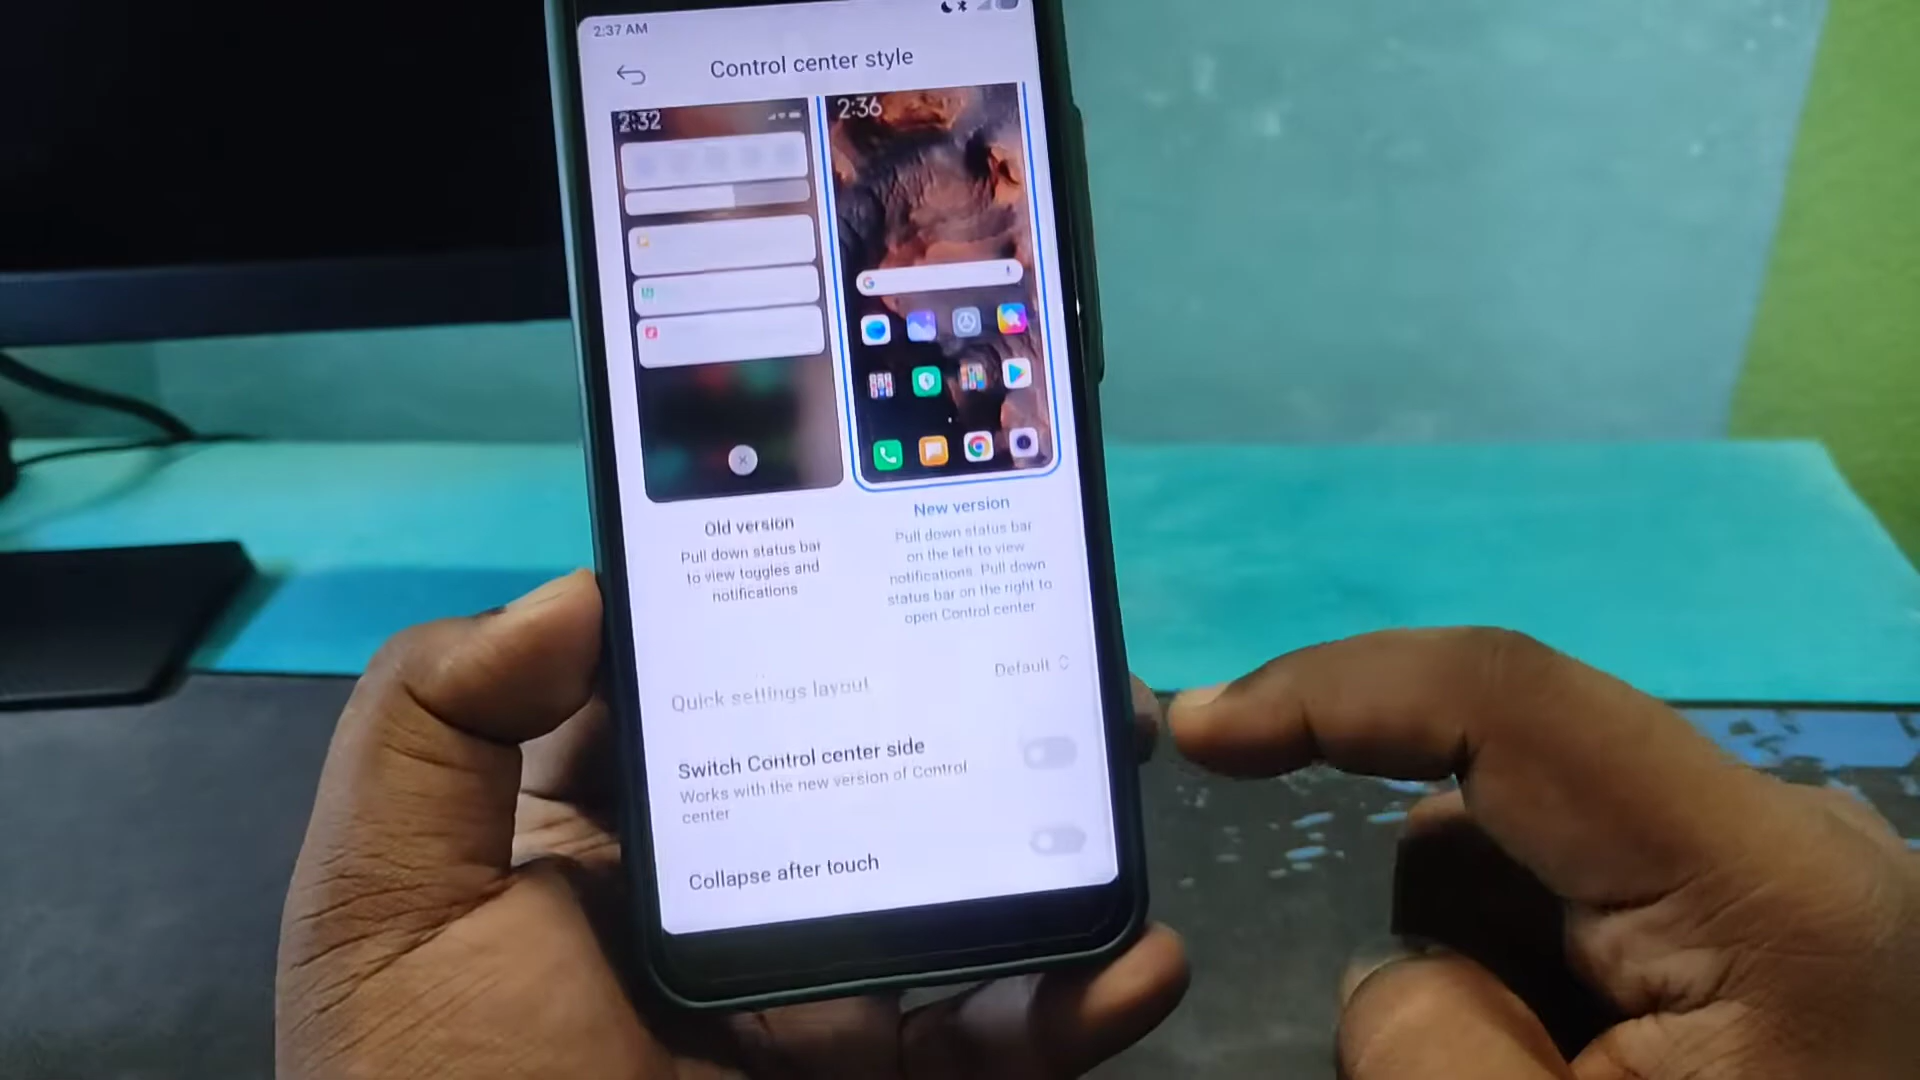 2:37 AM
Control center style
2:32
2:36
Old version
Pull down status bar
to view toggles and
notifications
New version
Pull down status bar
on the left to view
notifications. Pull down
status bar on the right to
open Control center
Quick settings layout
Default
Switch Control center side
Works with the new version of Control
center
Collapse after touch